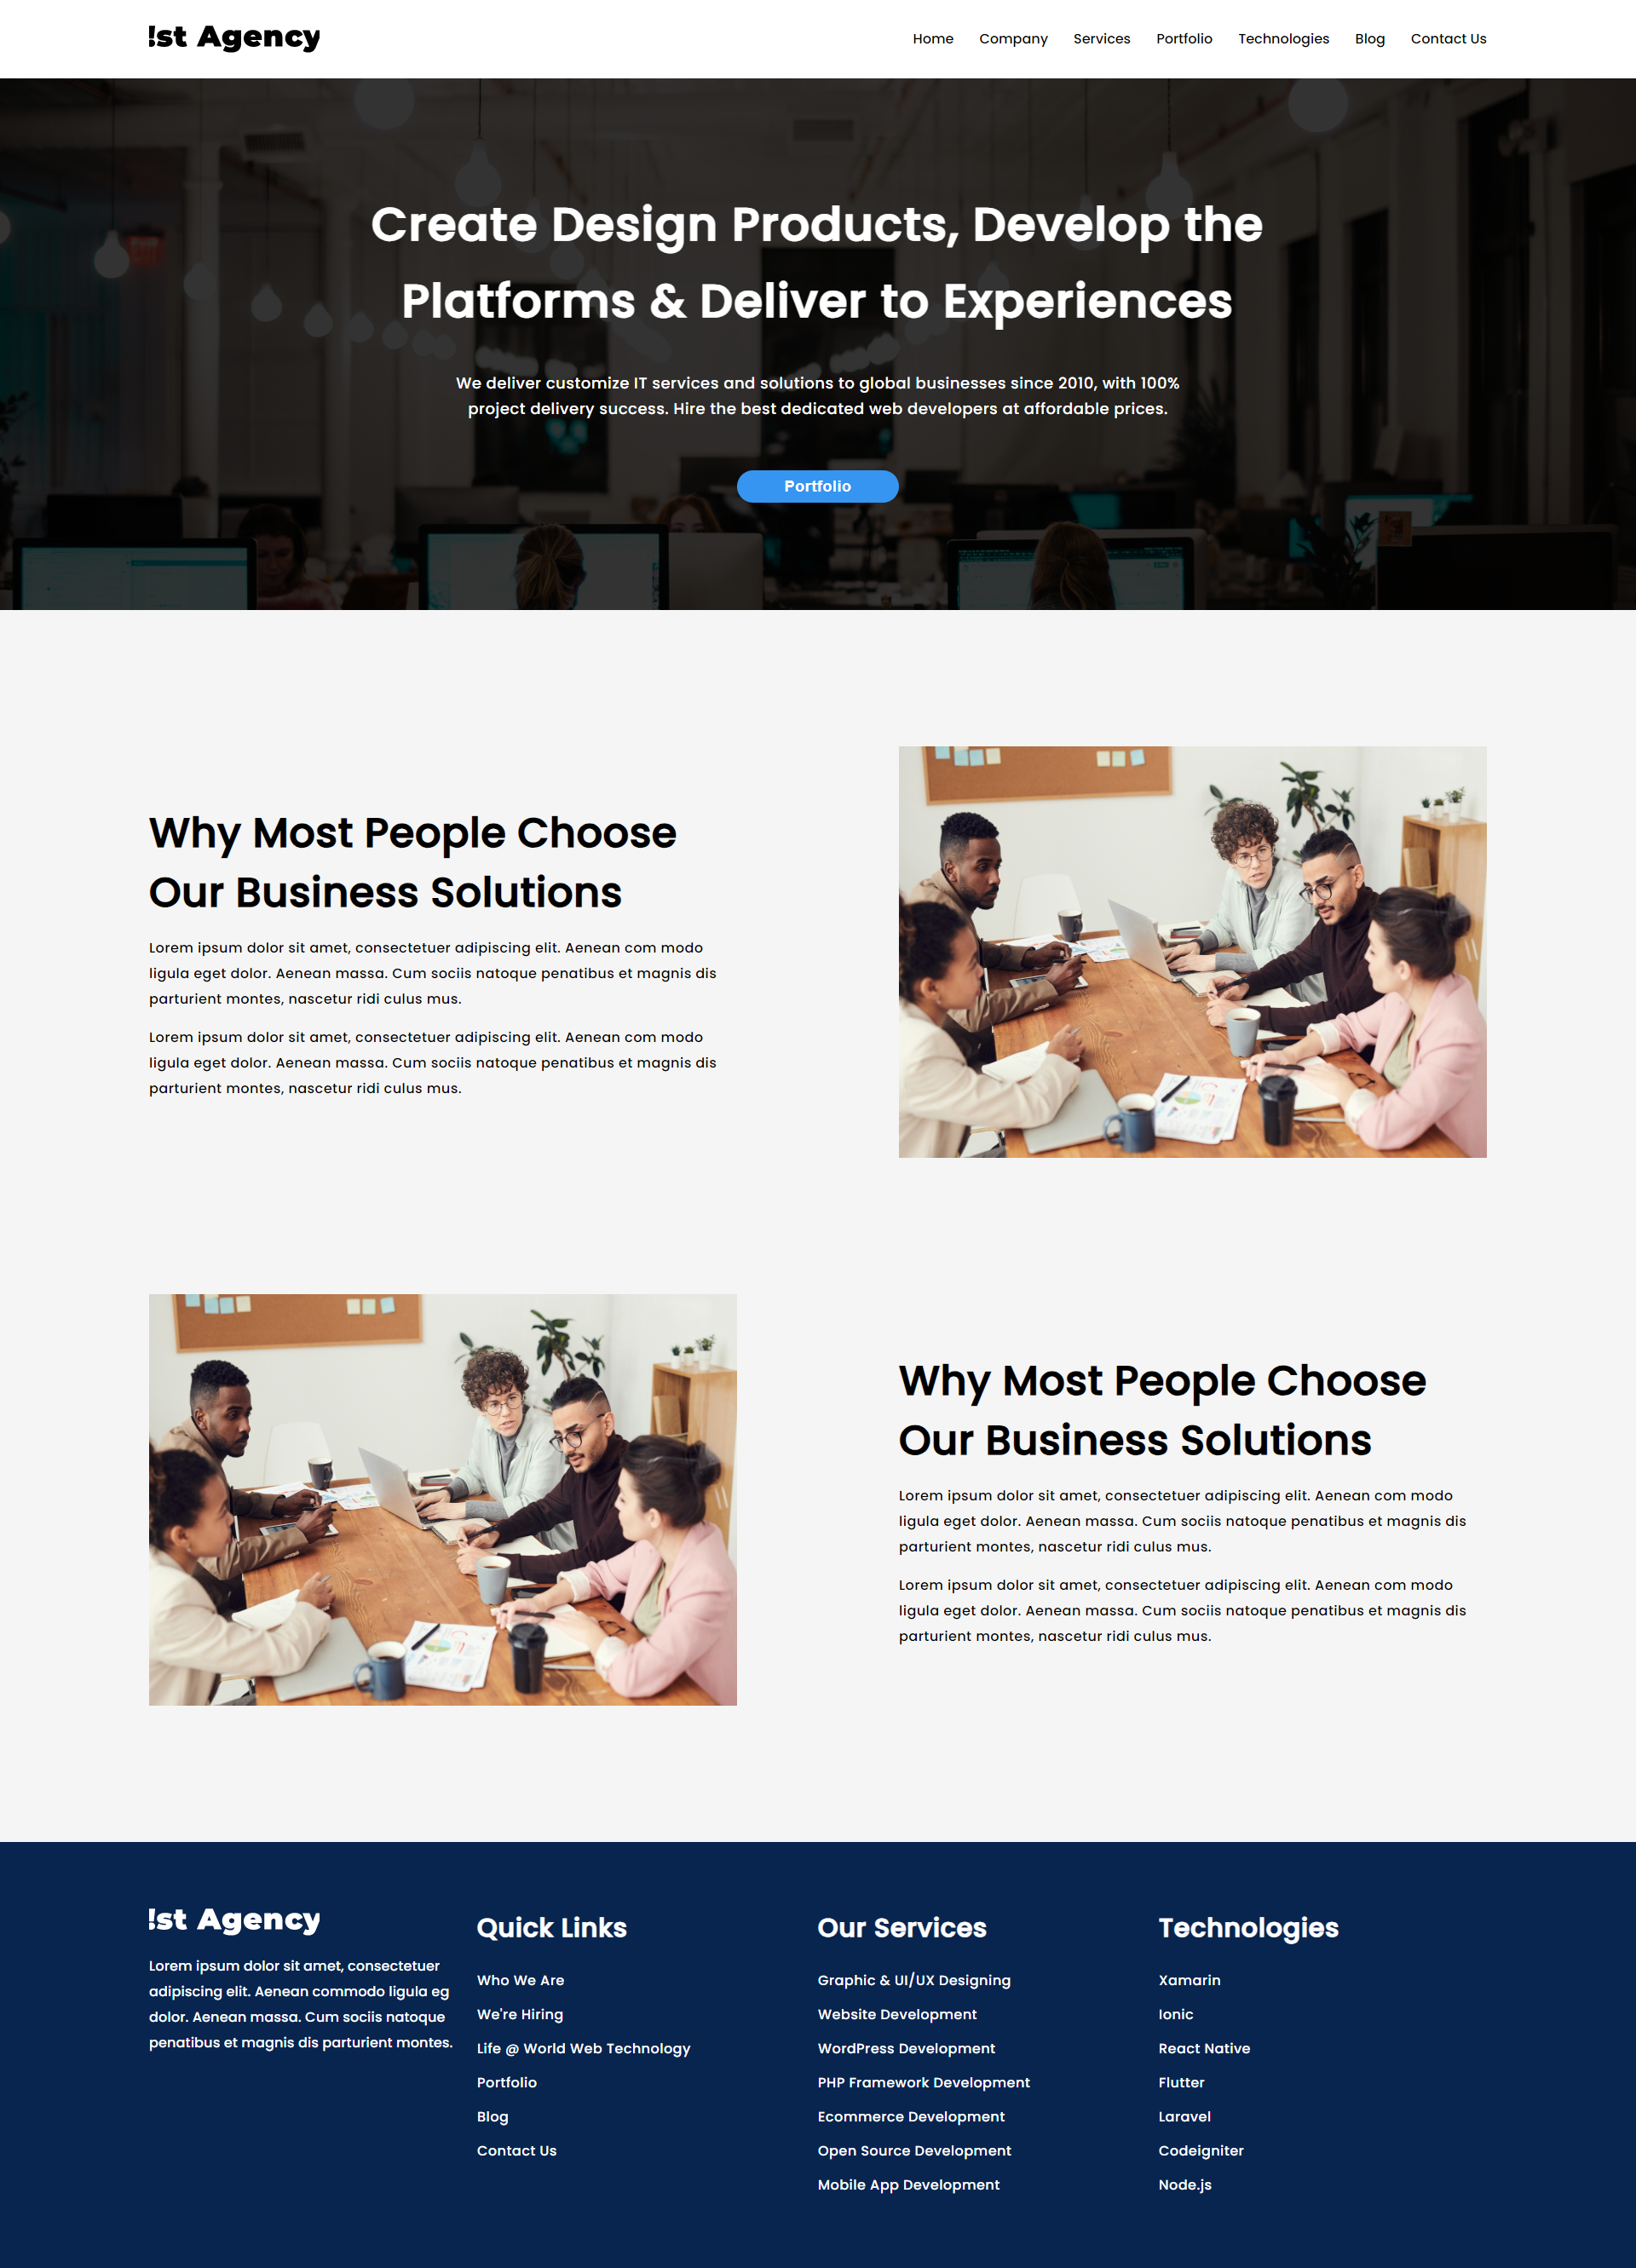 !st Agency
Home Company Services Portfolio Technologies Blog Contact Us
Create Design Products, Develop the
Platforms & Deliver to Experiences
We deliver customize IT services and solutions to global businesses since 2010, with 100%
project delivery success. Hire the best dedicated web developers at affordable prices.
Portfolio
Why Most People Choose
Our Business Solutions
Lorem ipsum dolor sit amet, consectetuer adipiscing elit. Aenean com modo
ligula eget dolor. Aenean massa. Cum sociis natoque penatibus et magnis dis
parturient montes, nascetur ridi culus mus.
Lorem ipsum dolor sit amet, consectetuer adipiscing elit. Aenean com modo
ligula eget dolor. Aenean massa. Cum sociis natoque penatibus et magnis dis
parturient montes, nascetur ridi culus mus.
Why Most People Choose
Our Business Solutions
Lorem ipsum dolor sit amet, consectetuer adipiscing elit. Aenean com modo
ligula eget dolor. Aenean massa. Cum sociis natoque penatibus et magnis dis
parturient montes, nascetur ridi culus mus.
Lorem ipsum dolor sit amet, consectetuer adipiscing elit. Aenean com modo
ligula eget dolor. Aenean massa. Cum sociis natoque penatibus et magnis dis
parturient montes, nascetur ridi culus mus.
!st Agency
Lorem ipsum dolor sit amet, consectetuer
adipiscing elit. Aenean commodo ligula eg
dolor. Aenean massa. Cum sociis natoque
penatibus et magnis dis parturient montes.
Quick Links
Who We Are
We're Hiring
Life @ World Web Technology
Portfolio
Blog
Contact Us
Our Services
Graphic & UI/UX Designing
Website Development
WordPress Development
PHP Framework Development
Ecommerce Development
Open Source Development
Mobile App Development
Technologies
Xamarin
Ionic
React Native
Flutter
Laravel
Codeigniter
Node.js